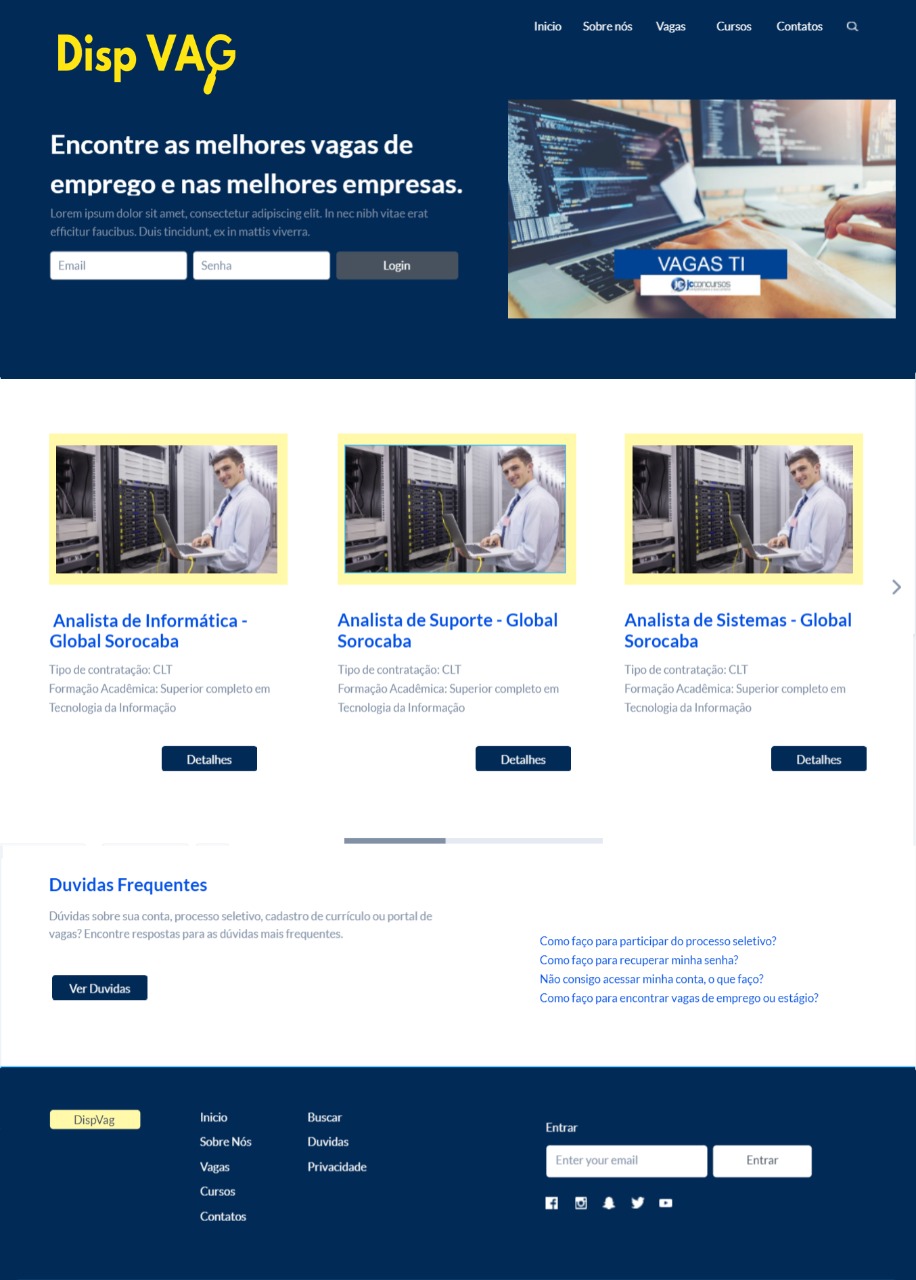 Inicio Sobre nós Vagas Cursos Contatos
Disp VAG
Encontre as melhores vagas de
emprego e nas melhores empresas.
Lorem ipsum dolor sit amet, consectetur adipiscing elit. In nec nibh vitae erat
efficitur faucibus. Duis tincidunt, ex in mattis viverra.
Email Senha Login
VAGAS TI
jcconcursos
Analista de Informática -
Global Sorocaba
Tipo de contratação: CLT
Formação Acadêmica: Superior completo em
Tecnologia da Informação
Detalhes
Analista de Suporte - Global
Sorocaba
Tipo de contratação: CLT
Formação Acadêmica: Superior completo em
Tecnologia da Informação
Detalhes
Analista de Sistemas - Global
Sorocaba
Tipo de contratação: CLT
Formação Acadêmica: Superior completo em
Tecnologia da Informação
Detalhes
Duvidas Frequentes
Dúvidas sobre sua conta, processo seletivo, cadastro de currículo ou portal de
vagas? Encontre respostas para as dúvidas mais frequentes.
Ver Duvidas
Como faço para participar do processo seletivo?
Como faço para recuperar minha senha?
Não consigo acessar minha conta, o que faço?
Como faço para encontrar vagas de emprego ou estágio?
DispVag
Inicio
Sobre Nós
Vagas
Cursos
Contatos
Buscar
Duvidas
Privacidade
Entrar
Enter your email Entrar